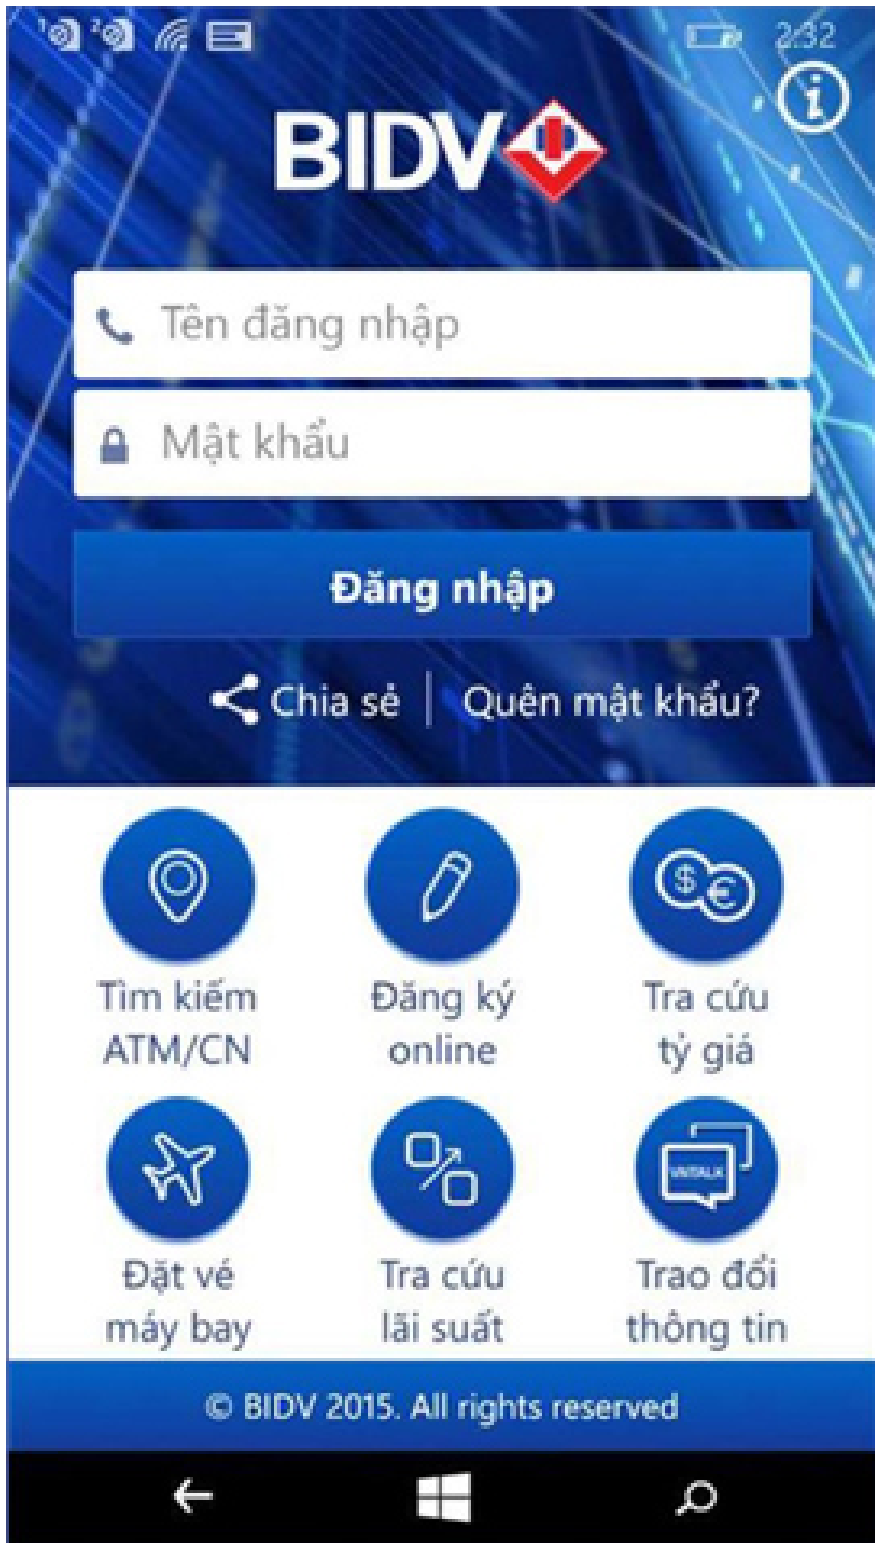 2:32
BIDV
Tên đăng nhập
Mật khẩu
Đăng nhập
Chia sẻ | Quên mật khẩu?
Tìm kiếm Đăng ký Tra cứu
ATM/CN online tỷ giá
Đặt vé Tra cứu Trao đổi
máy bay lãi suất thông tin
© BIDV 2015. All rights reserved